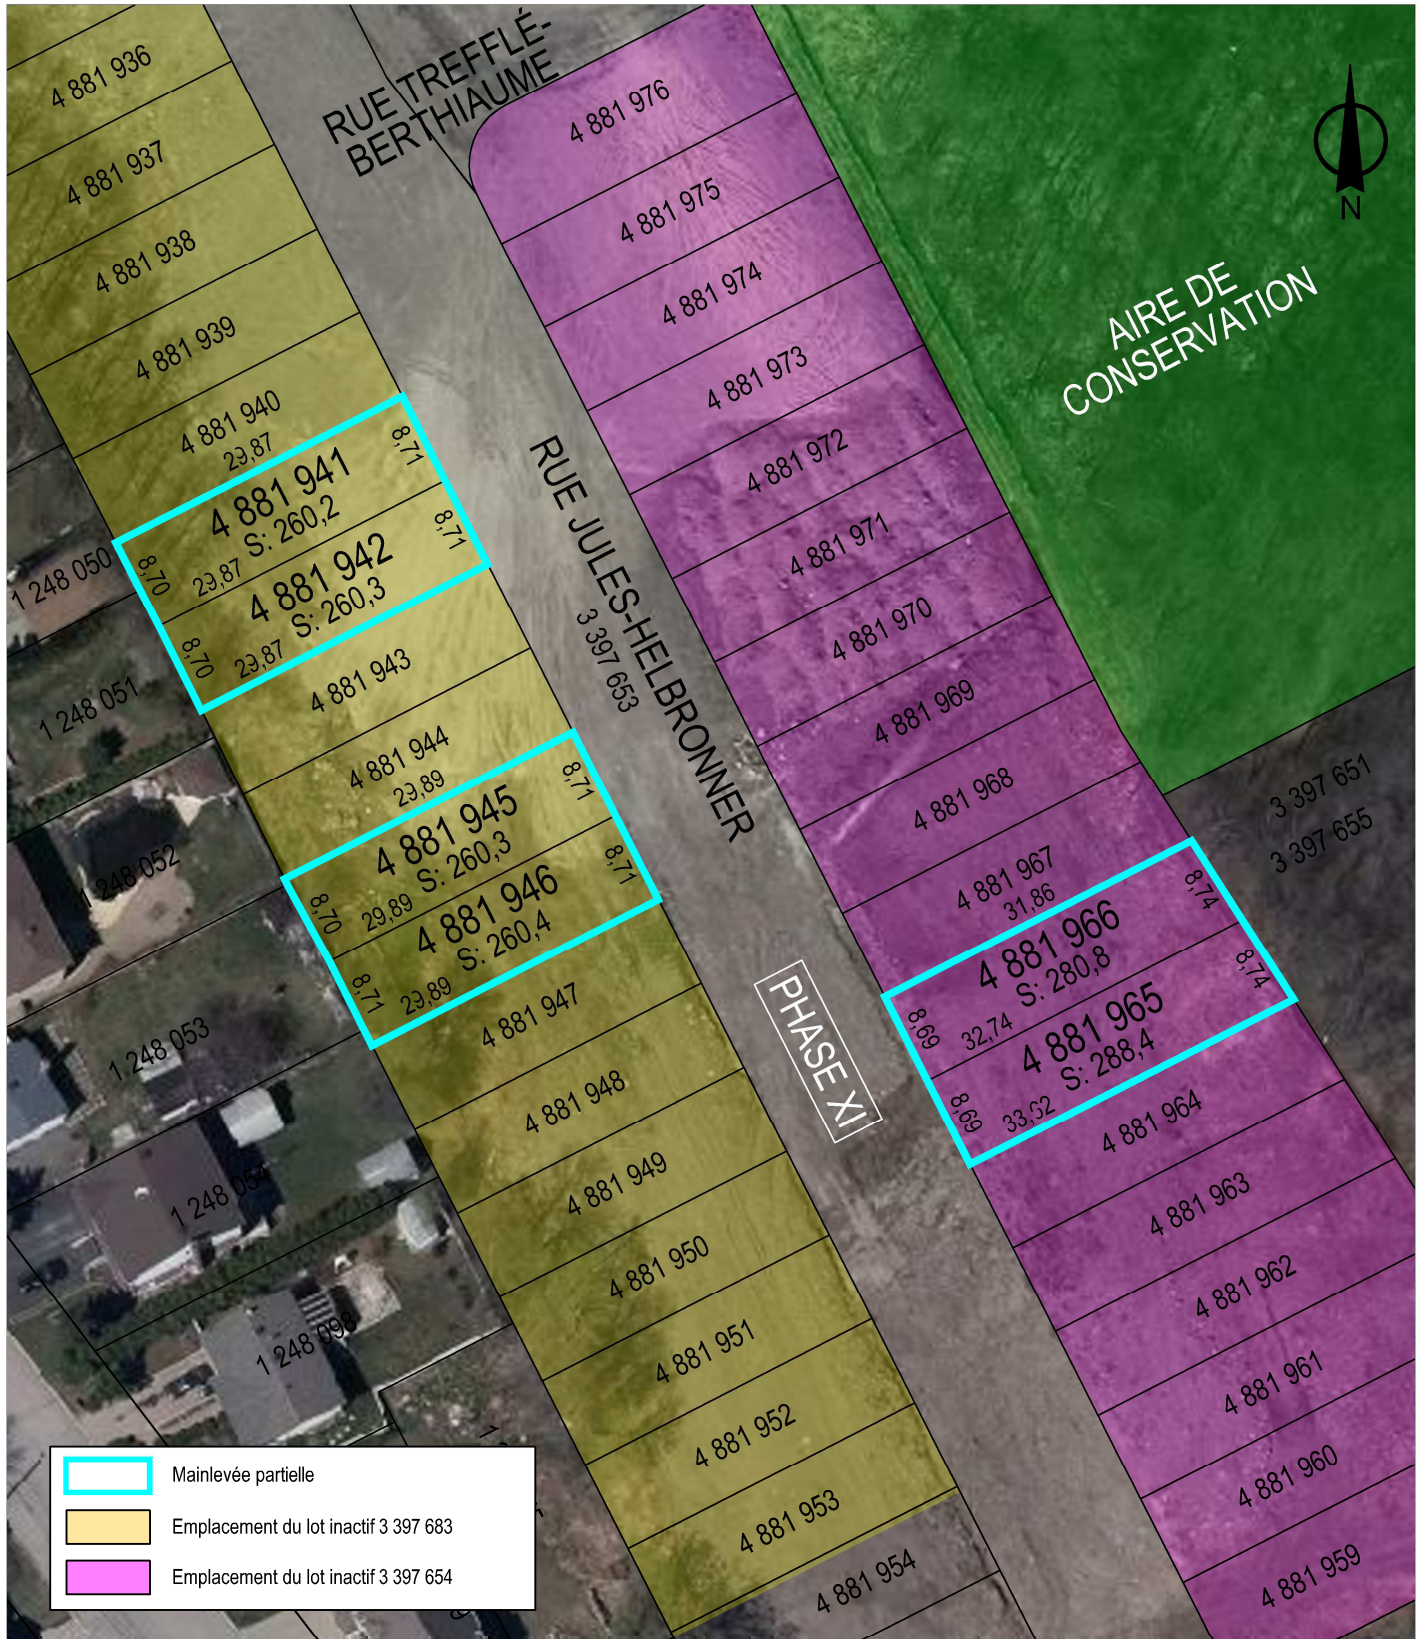 RUE TREFFLÉ-
BERTHIAUME
4 881 936
4 881 937
4 881 938
4 881 939
4 881 940
29,87
8,71
4 881 941
S: 260,2
8,70
29,87
8,71
4 881 942
S: 260,3
8,70
29,87
4 881 943
4 881 944
29,89
8,71
4 881 945
S: 260,3
8,70
29,89
8,71
4 881 946
S: 260,4
8,71
29,89
4 881 947
4 881 948
4 881 949
4 881 950
4 881 951
4 881 952
4 881 953
4 881 954
1 248 050
1 248 051
1 248 052
1 248 053
1 248 054
1 248 098
RUE JULES-HELBRONNER
3 397 653
PHASE XI
4 881 976
4 881 975
4 881 974
4 881 973
4 881 972
4 881 971
4 881 970
4 881 969
4 881 968
4 881 967
31,86
8,74
4 881 966
S: 280,8
8,69
32,74
8,74
4 881 965
S: 288,4
8,69
33,62
4 881 964
4 881 963
4 881 962
4 881 961
4 881 960
4 881 959
AIRE DE
CONSERVATION
N
3 397 651
3 397 655
Mainlevée partielle
Emplacement du lot inactif 3 397 683
Emplacement du lot inactif 3 397 654